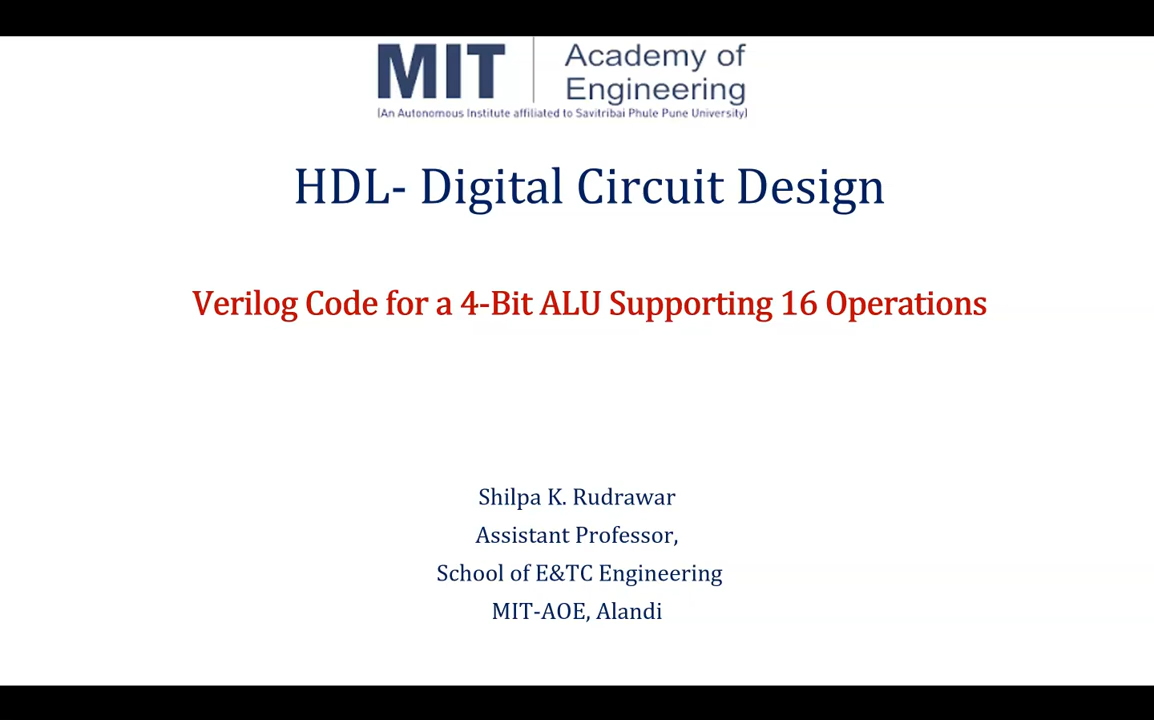 MIT
Academy of
Engineering
(An Autonomous Institute affiliated to Savitribai Phule Pune University)
HDL- Digital Circuit Design
Verilog Code for a 4-Bit ALU Supporting 16 Operations
Shilpa K. Rudrawar
Assistant Professor,
School of E&TC Engineering
MIT-AOE, Alandi